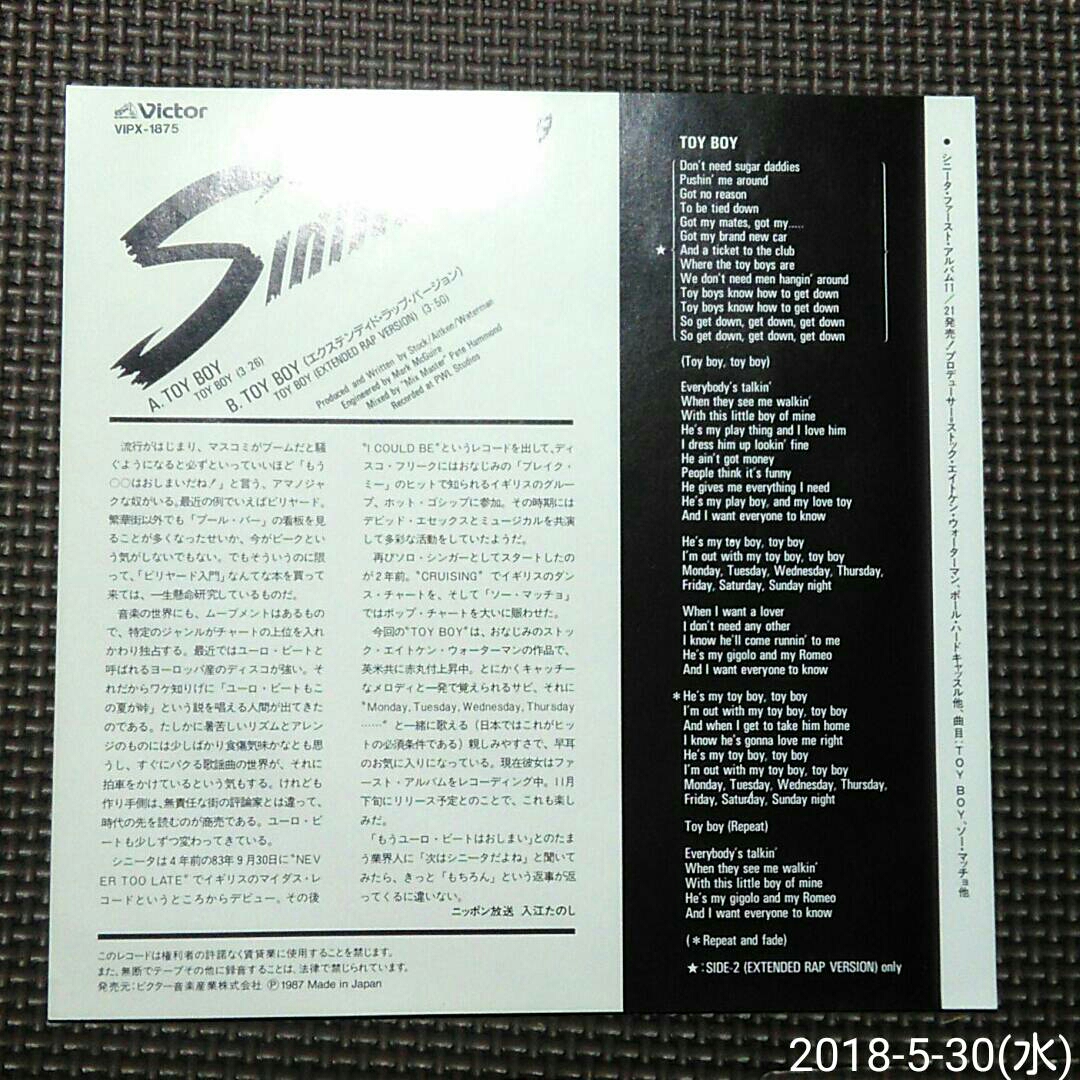 Victor
VIPX-1875
A. TOY BOY
TOY BOY (3:26)
B. TOY BOY (エクステンディド・ラップ・バージョン)
TOY BOY (EXTENDED RAP VERSION) (3:50)
Produced and Written by Stock/Aitken/Waterman
Engineered by Mark McGuire
Mixed by "Mix Master" Pete Hammond
Recorded at PWL Studios
流行がはじまり、マスコミがブームだと騒
ぐようになると必ずといっていいほど「もう
○○はおしまいだね!」と言う、アマノジャ
クな奴がいる。最近の例でいえばビリヤード。
繁華街以外でも「プール・バー」の看板を見
ることが多くなったせいか、今がピークとい
う気がしないでもない。でもそういうのに限
って、「ビリヤード入門」なんてな本を買って
来ては、一生懸命研究しているものだ。
音楽の世界にも、ムーブメントはあるもの
で、特定のジャンルがチャートの上位を入れ
かわり独占する。最近ではユーロ・ビートと
呼ばれるヨーロッパ産のディスコが強い。そ
れだからワケ知りげに「ユーロ・ビートもこ
の夏が峠」という説を唱える人間が出てきた
のである。たしかに暑苦しいリズムとアレン
ジのものには少しばかり食傷気味かなとも思
うし、すぐにパクる歌謡曲の世界が、それに
拍車をかけているという気もする。けれども
作り手側は、無責任な街の評論家とは違って、
時代の先を読むのが商売である。ユーロ・ビ
ートも少しずつ変わってきている。
シニータは4年前の83年9月30日に"NEV
ER TOO LATE"でイギリスのマイダス・レ
コードというところからデビュー。その後
"I COULD BE"というレコードを出して、ディ
スコ・フリークにはおなじみの「ブレイク・
ミー」のヒットで知られるイギリスのグルー
プ、ホット・ゴシップに参加。その時期には
デビッド・エセックスとミュージカルを共演
して多彩な活動をしていたようだ。
再びソロ・シンガーとしてスタートしたの
が2年前。"CRUISING"でイギリスのダン
ス・チャートを、そして「ソー・マッチョ」
ではポップ・チャートを大いに賑わせた。
今回の"TOY BOY"は、おなじみのストッ
ク・エイトケン・ウォーターマンの作品で、
英米共に赤丸付上昇中。とにかくキャッチー
なメロディと一発で覚えられるサビ、それに
"Monday, Tuesday, Wednesday, Thursday
……"と一緒に歌える(日本ではこれがヒッ
トの必須条件である)親しみやすさで、早耳
のお気に入りになっている。現在彼女はファ
ースト・アルバムをレコーディング中。11月
下旬にリリース予定とのことで、これも楽し
みだ。
「もうユーロ・ビートはおしまい」とのたま
う業界人に「次はシニータだよね」と聞いて
みたら、きっと「もちろん」という返事が返
ってくるに違いない。
ニッポン放送 入江たのし
このレコードは権利者の許諾なく賃貸業に使用することを禁じます。
また、無断でテープその他に録音することは、法律で禁じられています。
発売元:ビクター音楽産業株式会社 Ⓟ 1987 Made in Japan
TOY BOY
Don't need sugar daddies
Pushin' me around
Got no reason
To be tied down
Got my mates, got my.....
Got my brand new car
★ And a ticket to the club
Where the toy boys are
We don't need men hangin' around
Toy boys know how to get down
Toy boys know how to get down
So get down, get down, get down
So get down, get down, get down
(Toy boy, toy boy)
Everybody's talkin'
When they see me walkin'
With this little boy of mine
He's my play thing and I love him
I dress him up lookin' fine
He ain't got money
People think it's funny
He gives me everything I need
He's my play boy, and my love toy
And I want everyone to know
He's my toy boy, toy boy
I'm out with my toy boy, toy boy
Monday, Tuesday, Wednesday, Thursday,
Friday, Saturday, Sunday night
When I want a lover
I don't need any other
I know he'll come runnin' to me
He's my gigolo and my Romeo
And I want everyone to know
* He's my toy boy, toy boy
I'm out with my toy boy, toy boy
And when I get to take him home
I know he's gonna love me right
He's my toy boy, toy boy
I'm out with my toy boy, toy boy
Monday, Tuesday, Wednesday, Thursday,
Friday, Saturday, Sunday night
Toy boy (Repeat)
Everybody's talkin'
When they see me walkin'
With this little boy of mine
He's my gigolo and my Romeo
And I want everyone to know
(* Repeat and fade)
★:SIDE-2 (EXTENDED RAP VERSION) only
●シニータ・ファースト・アルバム11/21発売!プロデューサー:ストック・エイトケン・ウォーターマン、ポール・ハードキャッスル他、曲目:TOY BOY、ソー・マッチョ他
2018-5-30(水)